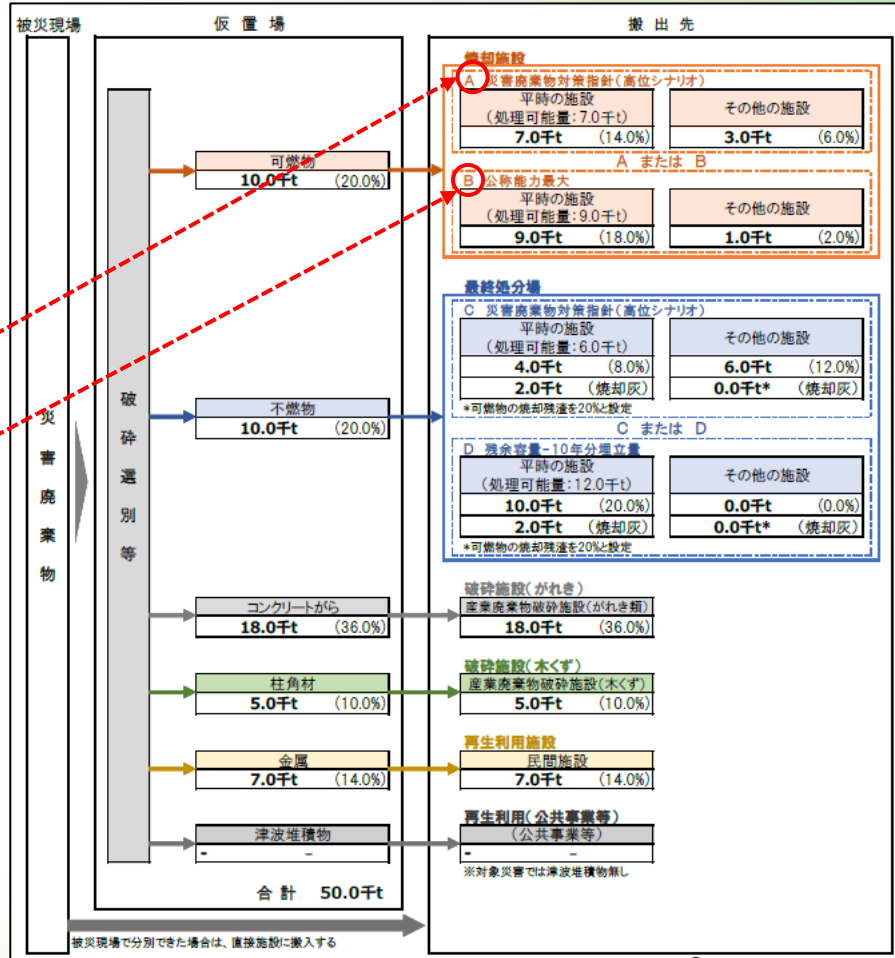 被災現場
仮置場
搬出先
災害廃棄物
破砕選別等
可燃物
10.0千t (20.0%)
不燃物
10.0千t (20.0%)
コンクリートがら
18.0千t (36.0%)
柱角材
5.0千t (10.0%)
金属
7.0千t (14.0%)
津波堆積物
- -
合計 50.0千t
被災現場で分別できた場合は、直接施設に搬入する
焼却施設
A 災害廃棄物対策指針(高位シナリオ)
平時の施設
(処理可能量:7.0千t)
7.0千t (14.0%)
その他の施設
3.0千t (6.0%)
A または B
B 公称能力最大
平時の施設
(処理可能量:9.0千t)
9.0千t (18.0%)
その他の施設
1.0千t (2.0%)
最終処分場
C 災害廃棄物対策指針(高位シナリオ)
平時の施設
(処理可能量:6.0千t)
4.0千t (8.0%)
2.0千t (焼却灰)
その他の施設
6.0千t (12.0%)
0.0千t* (焼却灰)
*可燃物の焼却残渣を20%と設定
C または D
D 残余容量-10年分埋立量
平時の施設
(処理可能量:12.0千t)
10.0千t (20.0%)
2.0千t (焼却灰)
その他の施設
0.0千t (0.0%)
0.0千t* (焼却灰)
*可燃物の焼却残渣を20%と設定
破砕施設(がれき)
産業廃棄物破砕施設(がれき類)
18.0千t (36.0%)
破砕施設(木くず)
産業廃棄物破砕施設(木くず)
5.0千t (10.0%)
再生利用施設
民間施設
7.0千t (14.0%)
再生利用(公共事業等)
(公共事業等)
- -
※対象災害では津波堆積物無し